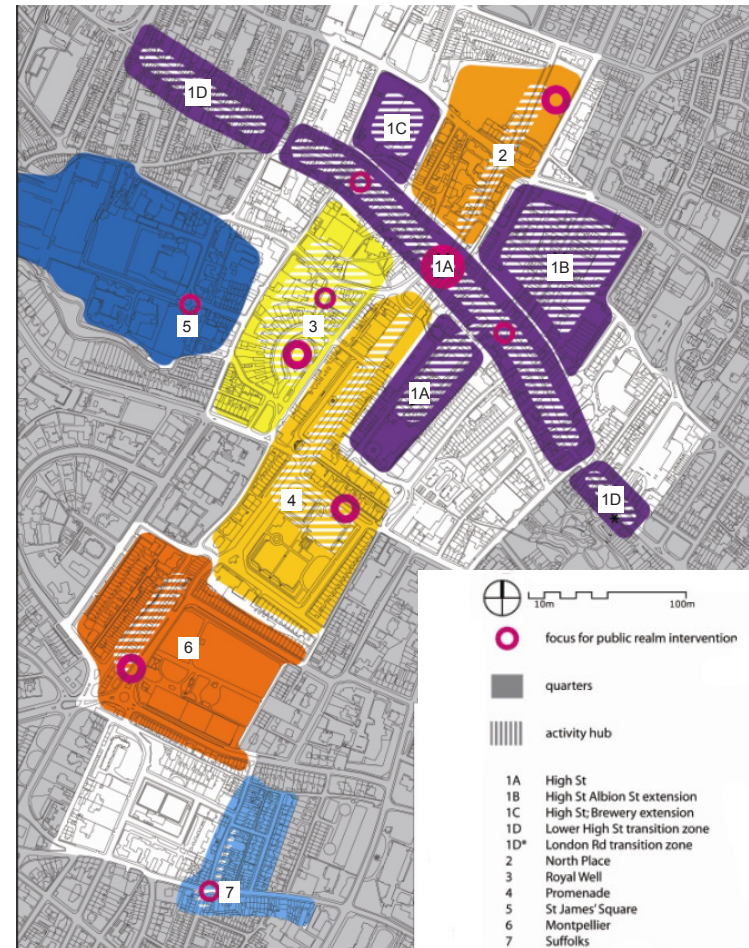 1D
1C
2
1A
1B
5
3
1A
4
1D
*
6
7
10m 100m
focus for public realm intervention
quarters
activity hub
1A High St
1B High St Albion St extension
1C High St; Brewery extension
1D Lower High St transition zone
1D* London Rd transition zone
2 North Place
3 Royal Well
4 Promenade
5 St James' Square
6 Montpellier
7 Suffolks